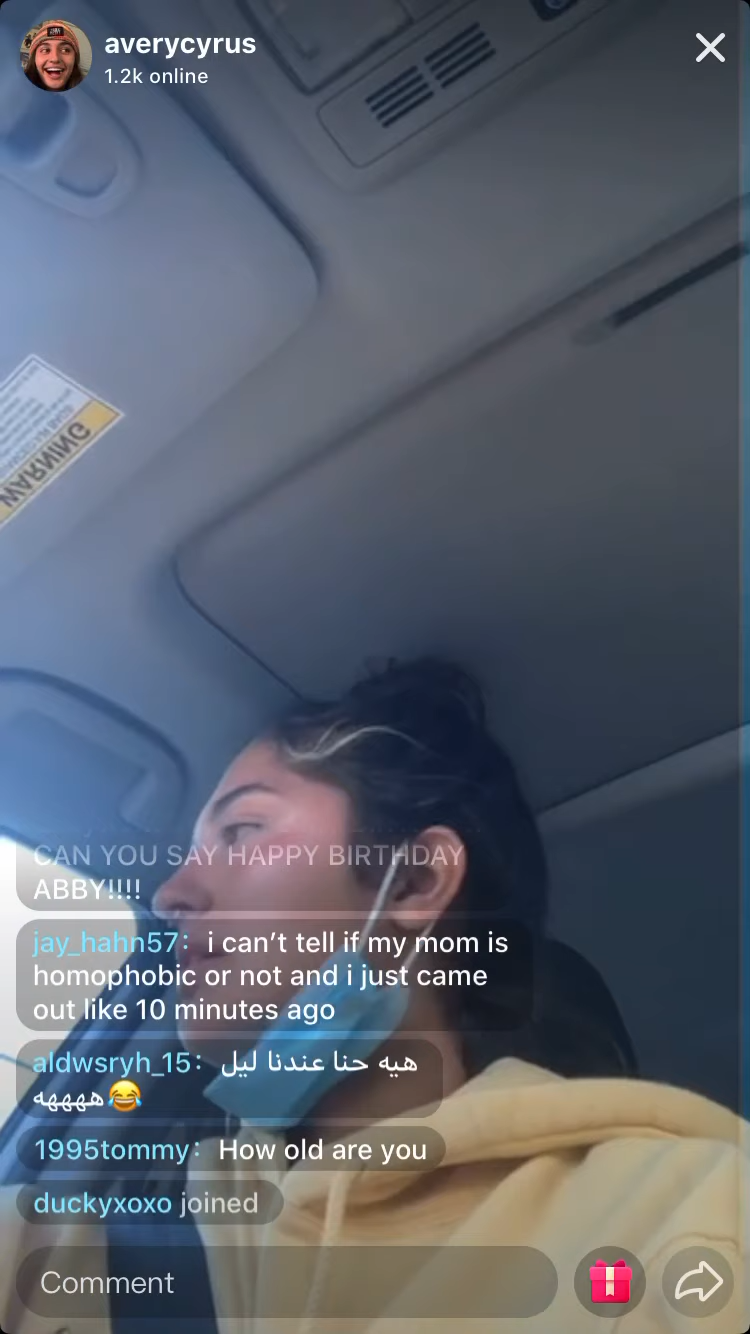 averycyrus
1.2k online
WARNING
CAN YOU SAY HAPPY BIRTHDAY
ABBY!!!!
jay_hahn57: i can’t tell if my mom is
homophobic or not and i just came
out like 10 minutes ago
aldwsryh_15: هيه حنا عندنا ليل
ههههه😂
1995tommy: How old are you
duckyxoxo joined
Comment